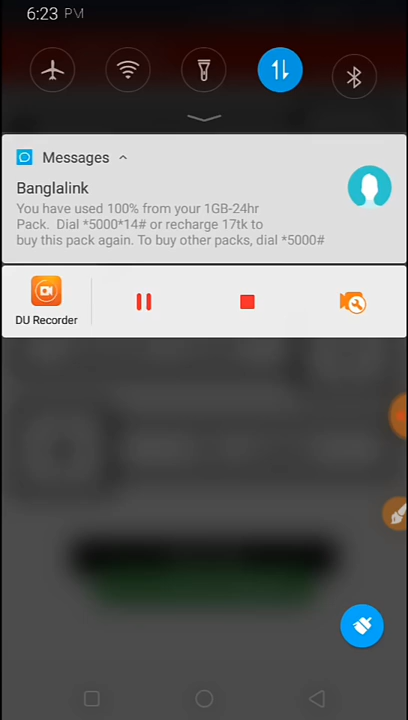 6:23 PM
Messages
Banglalink
You have used 100% from your 1GB-24hr
Pack. Dial *5000*14# or recharge 17tk to
buy this pack again. To buy other packs, dial *5000#
DU Recorder